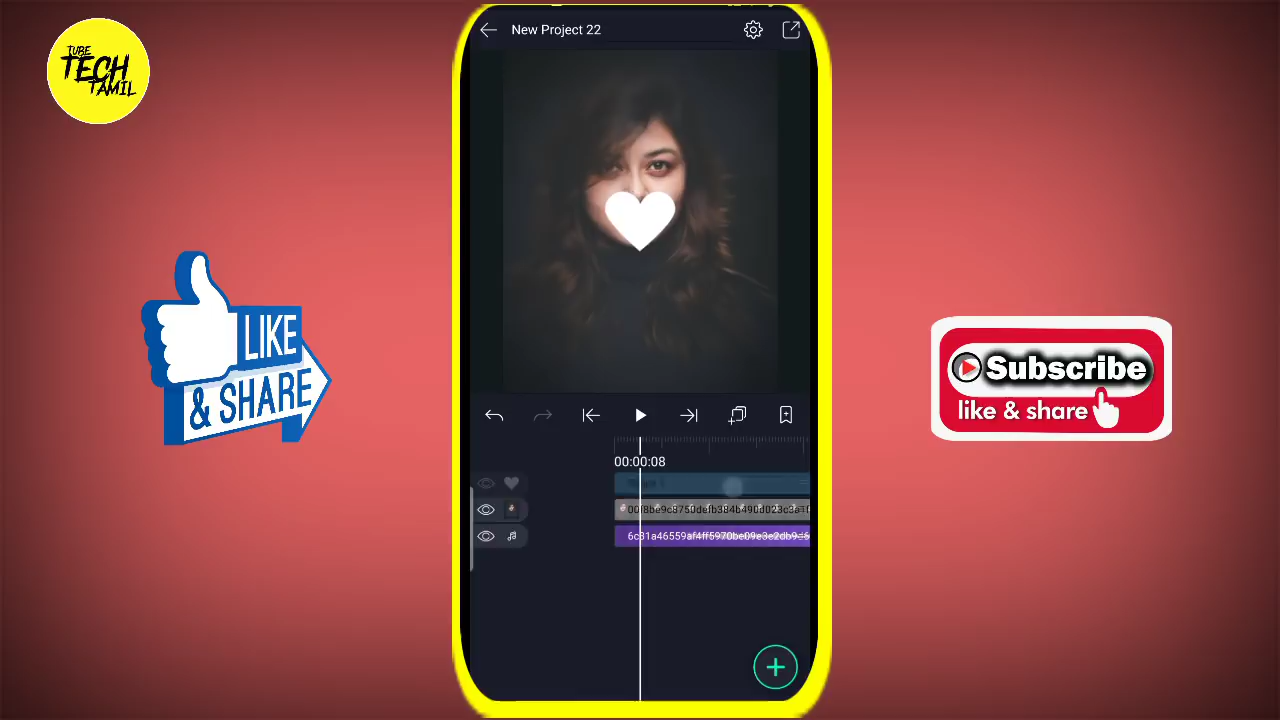 TUBE
TECH
TAMIL
New Project 22
LIKE
& SHARE
Subscribe
like & share
00:00:08